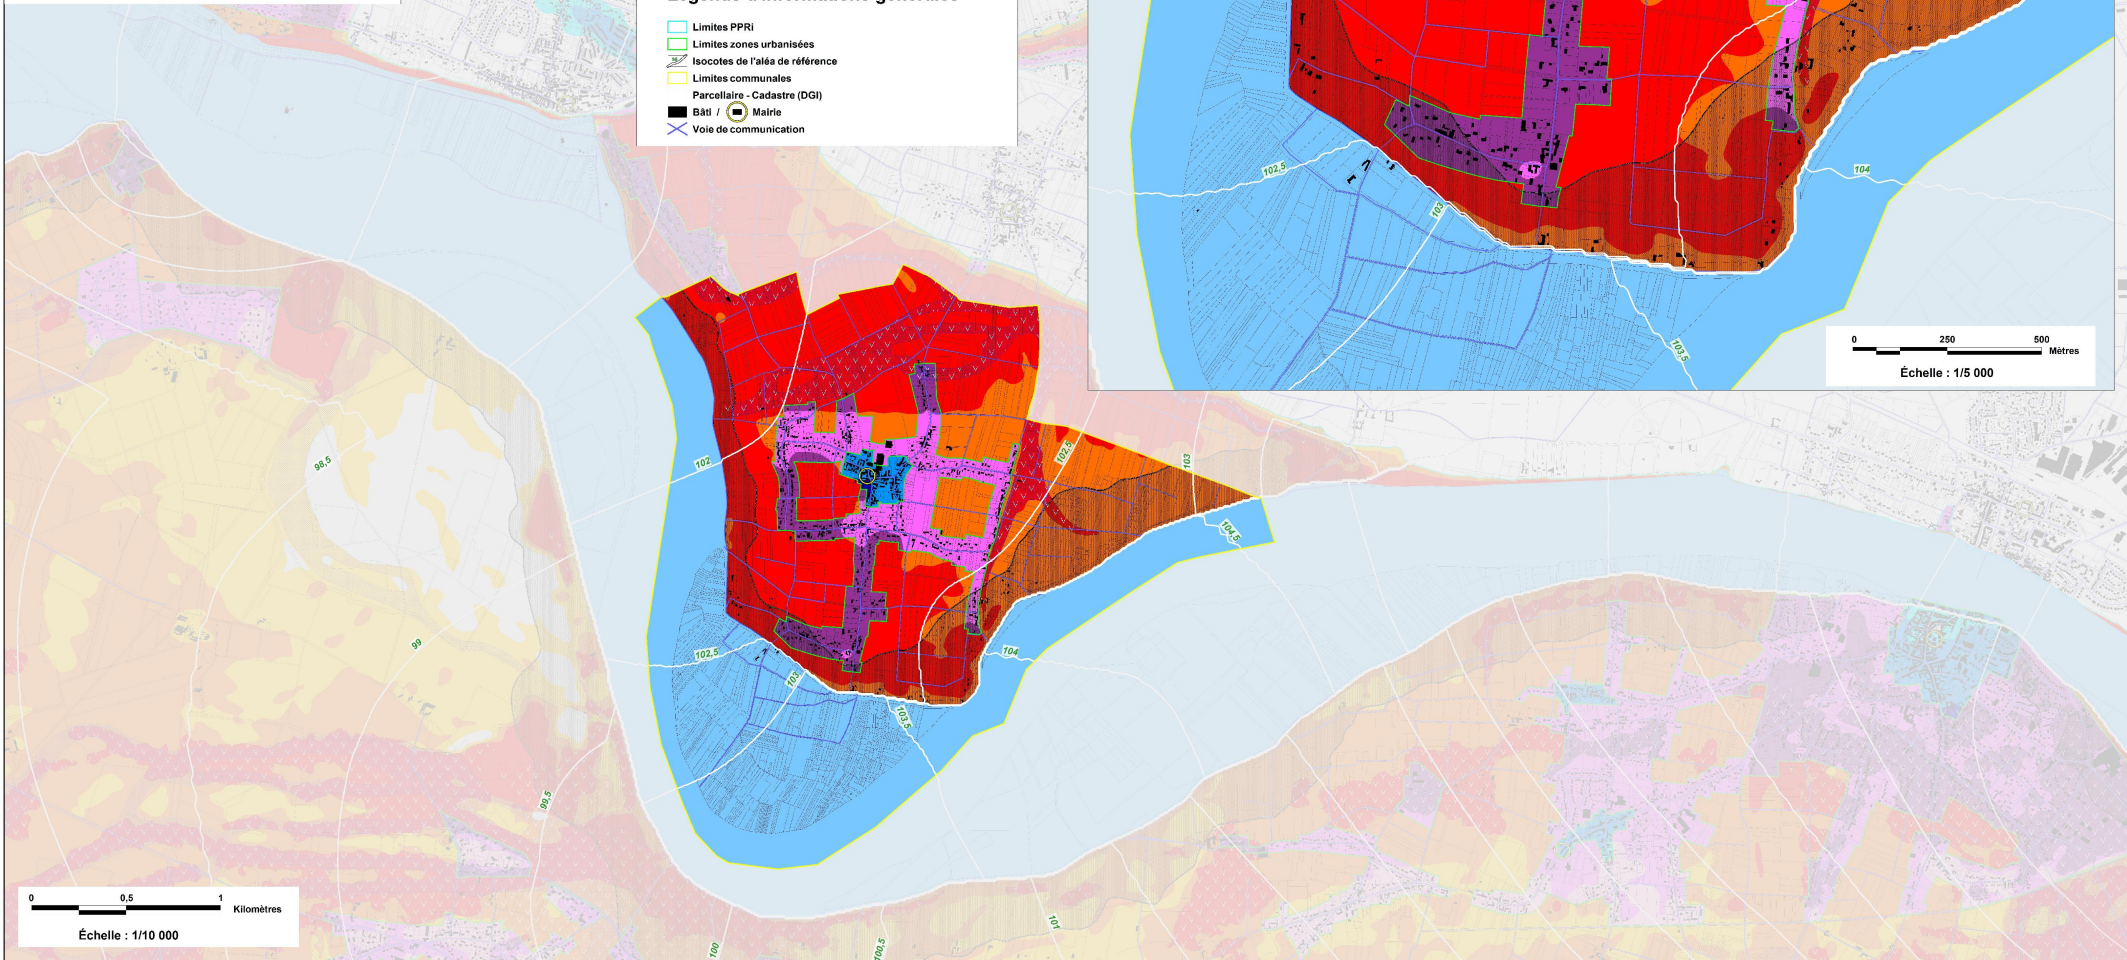 Limites PPRi
Limites zones urbanisées
Isocotes de l'aléa de référence
Limites communales
Parcellaire - Cadastre (DGI)
Bâti / Mairie
Voie de communication
102,5
103
103,5
104
0 250 500
Mètres
Échelle : 1/5 000
98,5
99
99,5
100
100,5
101
102
102,5
103
103,5
104
104,5
102,5
103
0 0,5 1
Kilomètres
Échelle : 1/10 000